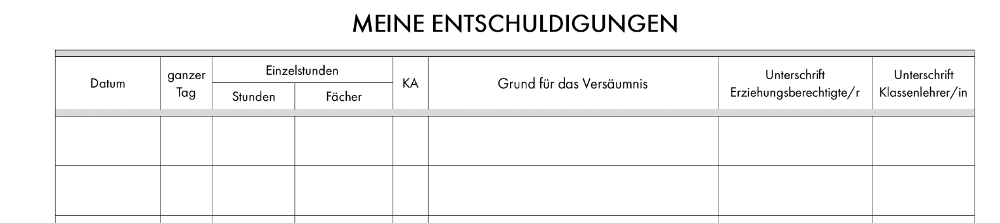 MEINE ENTSCHULDIGUNGEN
Datum
ganzer
Tag
Einzelstunden
Stunden
Fächer
KA
Grund für das Versäumnis
Unterschrift
Erziehungsberechtigte/r
Unterschrift
Klassenlehrer/in